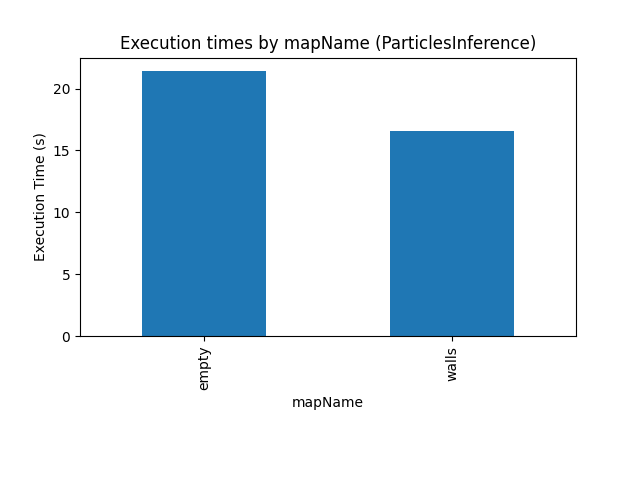 Execution times by mapName (ParticlesInference)
Execution Time (s)
20
15
10
5
0
empty
walls
mapName